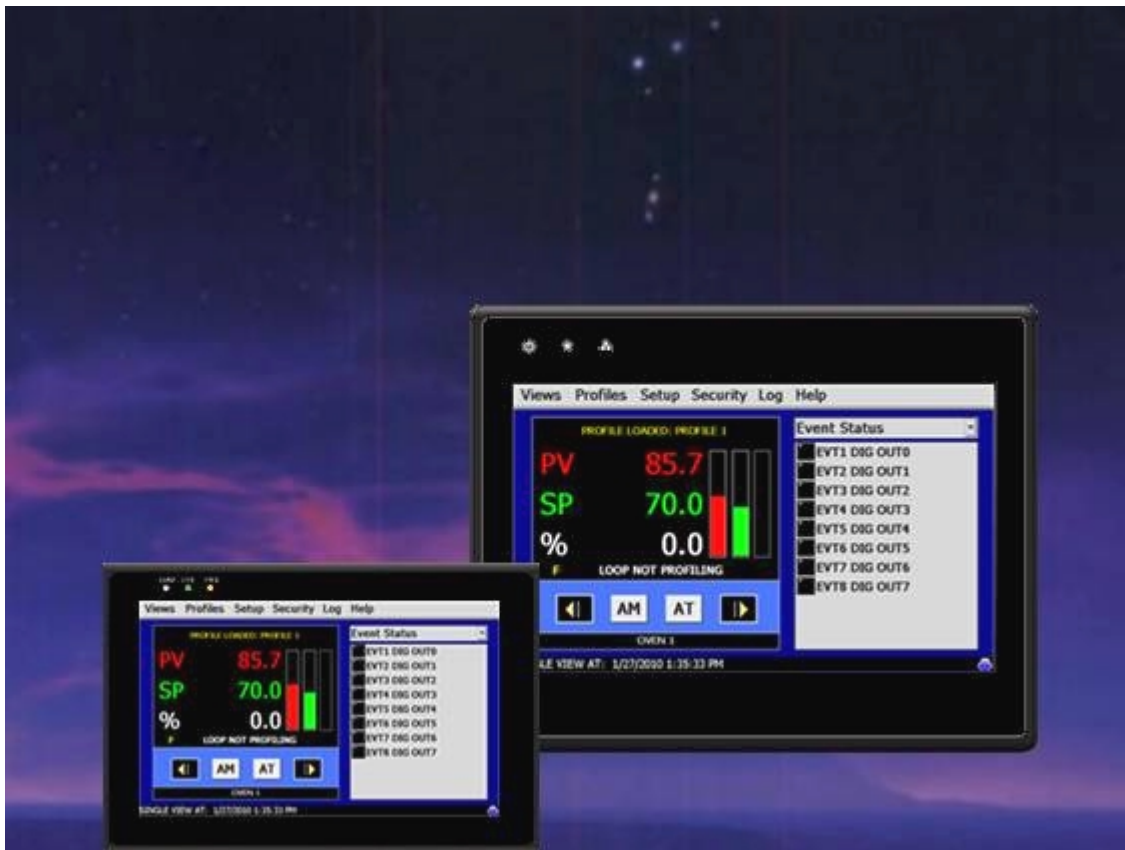 Views Profiles Setup Security Log Help
PROFILE LOADED: PROFILE 1
PV 85.7
SP 70.0
% 0.0
F LOOP NOT PROFILING
AM AT
OVEN 1
Event Status
EVT1 DIG OUT0
EVT2 DIG OUT1
EVT3 DIG OUT2
EVT4 DIG OUT3
EVT5 DIG OUT4
EVT6 DIG OUT5
EVT7 DIG OUT6
EVT8 DIG OUT7
LE VIEW AT: 1/27/2010 1:35:33 PM
Views Profiles Setup Security Log Help
PROFILE LOADED: PROFILE 1
PV 85.7
SP 70.0
% 0.0
F LOOP NOT PROFILING
AM AT
OVEN 1
Event Status
EVT1 DIG OUT0
EVT2 DIG OUT1
EVT3 DIG OUT2
EVT4 DIG OUT3
EVT5 DIG OUT4
EVT6 DIG OUT5
EVT7 DIG OUT6
EVT8 DIG OUT7
SINGLE VIEW AT: 1/27/2010 1:35:33 PM